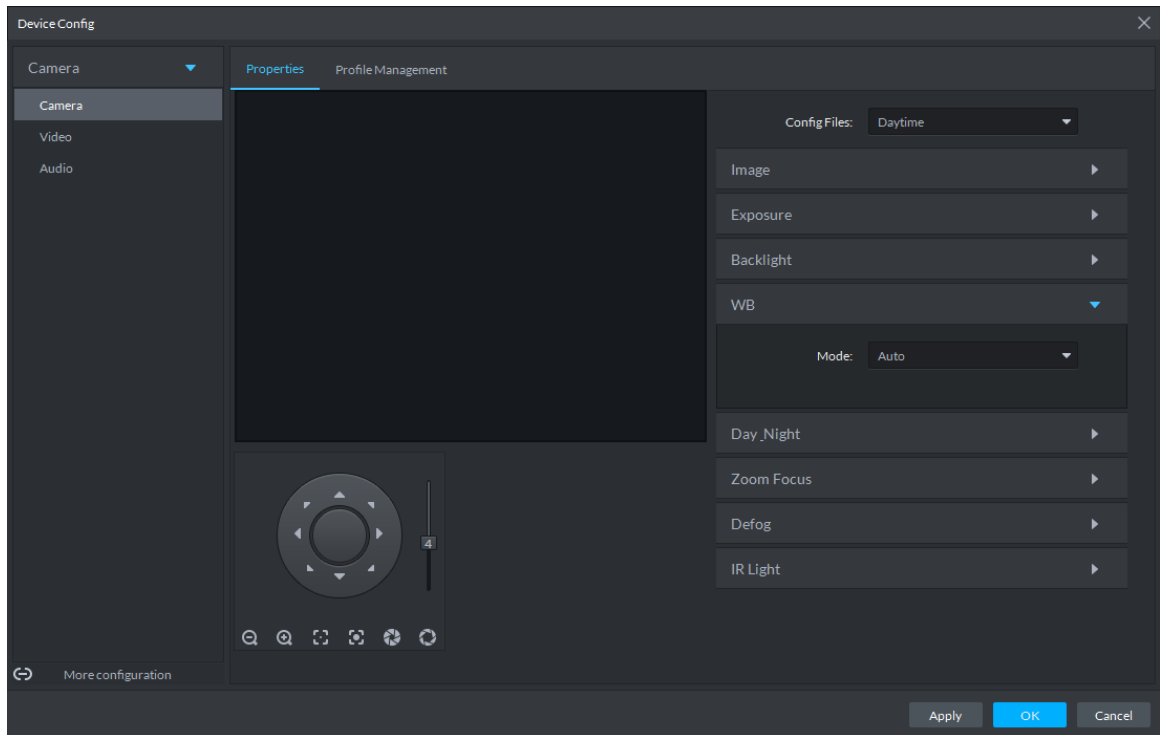 Device Config
Camera
Camera
Video
Audio
More configuration
Properties Profile Management
Config Files: Daytime
Image
Exposure
Backlight
WB
Mode: Auto
Day_Night
Zoom Focus
Defog
IR Light
4
Apply OK Cancel